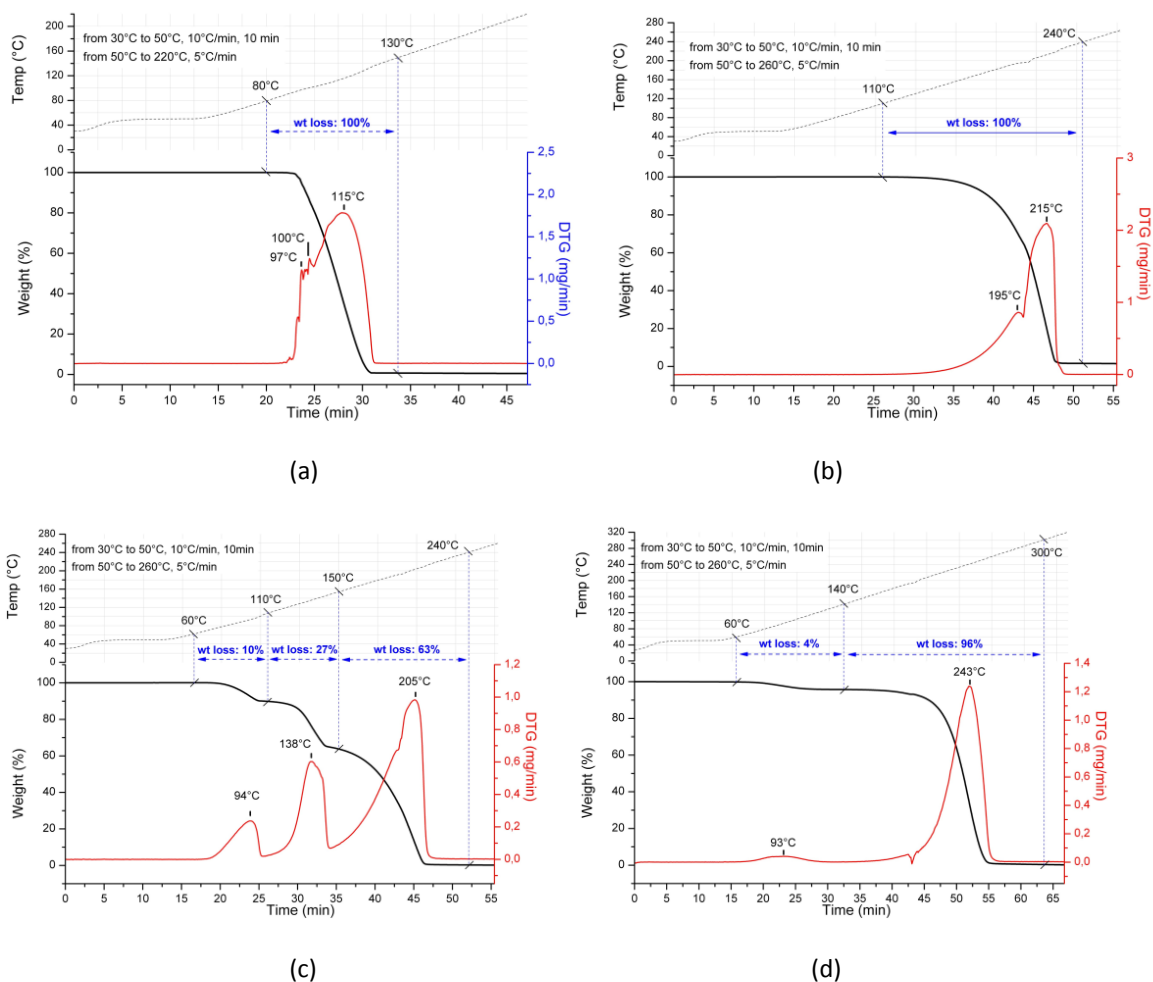 280
240
200
160
120
80
40
0
Temp (°C)
from 30°C to 50°C, 10°C/min, 10 min
from 50°C to 220°C, 5°C/min
80°C
130°C
wt loss: 100%
100
80
60
40
20
0
Weight (%)
97°C
100°C
115°C
2,5
2,0
1,5
1,0
0,5
0,0
DTG (mg/min)
0 5 10 15 20 25 30 35 40 45
Time (min)
(a)
280
240
200
160
120
80
40
0
Temp (°C)
from 30°C to 50°C, 10°C/min, 10 min
from 50°C to 260°C, 5°C/min
110°C
240°C
wt loss: 100%
100
80
60
40
20
0
Weight (%)
195°C
215°C
3
2
1
0
DTG (mg/min)
0 5 10 15 20 25 30 35 40 45 50 55
Time (min)
(b)
280
240
200
160
120
80
40
0
Temp (°C)
from 30°C to 50°C, 10°C/min, 10min
from 50°C to 260°C, 5°C/min
60°C
110°C
150°C
240°C
wt loss: 10%
wt loss: 27%
wt loss: 63%
100
80
60
40
20
0
Weight (%)
94°C
138°C
205°C
1,2
1,0
0,8
0,6
0,4
0,2
0,0
DTG (mg/min)
0 5 10 15 20 25 30 35 40 45 50 55
Time (min)
(c)
320
280
240
200
160
120
80
40
0
Temp (°C)
from 30°C to 50°C, 10°C/min, 10min
from 50°C to 260°C, 5°C/min
60°C
140°C
300°C
wt loss: 4%
wt loss: 96%
100
80
60
40
20
0
Weight (%)
93°C
243°C
1,4
1,2
1,0
0,8
0,6
0,4
0,2
0,0
DTG (mg/min)
0 5 10 15 20 25 30 35 40 45 50 55 60 65
Time (min)
(d)